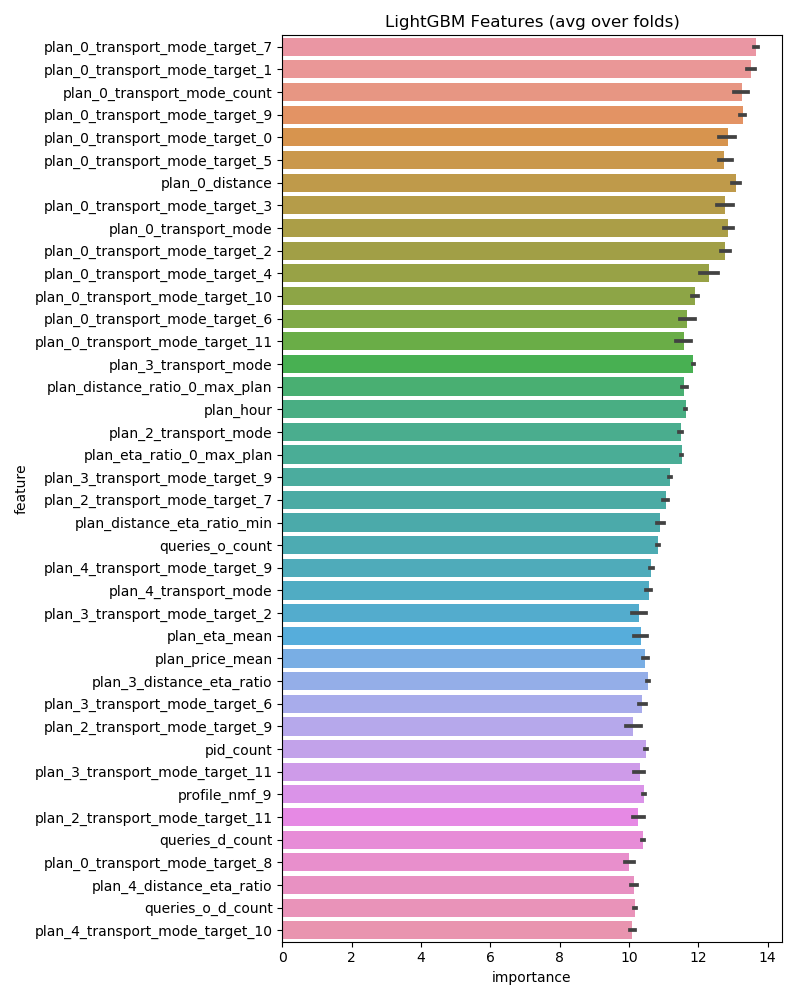 LightGBM Features (avg over folds)
plan_0_transport_mode_target_7
plan_0_transport_mode_target_1
plan_0_transport_mode_count
plan_0_transport_mode_target_9
plan_0_transport_mode_target_0
plan_0_transport_mode_target_5
plan_0_distance
plan_0_transport_mode_target_3
plan_0_transport_mode
plan_0_transport_mode_target_2
plan_0_transport_mode_target_4
plan_0_transport_mode_target_10
plan_0_transport_mode_target_6
plan_0_transport_mode_target_11
plan_3_transport_mode
plan_distance_ratio_0_max_plan
plan_hour
plan_2_transport_mode
plan_eta_ratio_0_max_plan
plan_3_transport_mode_target_9
plan_2_transport_mode_target_7
plan_distance_eta_ratio_min
queries_o_count
plan_4_transport_mode_target_9
plan_4_transport_mode
plan_3_transport_mode_target_2
plan_eta_mean
plan_price_mean
plan_3_distance_eta_ratio
plan_3_transport_mode_target_6
plan_2_transport_mode_target_9
pid_count
plan_3_transport_mode_target_11
profile_nmf_9
plan_2_transport_mode_target_11
queries_d_count
plan_0_transport_mode_target_8
plan_4_distance_eta_ratio
queries_o_d_count
plan_4_transport_mode_target_10
feature
0 2 4 6 8 10 12 14
importance